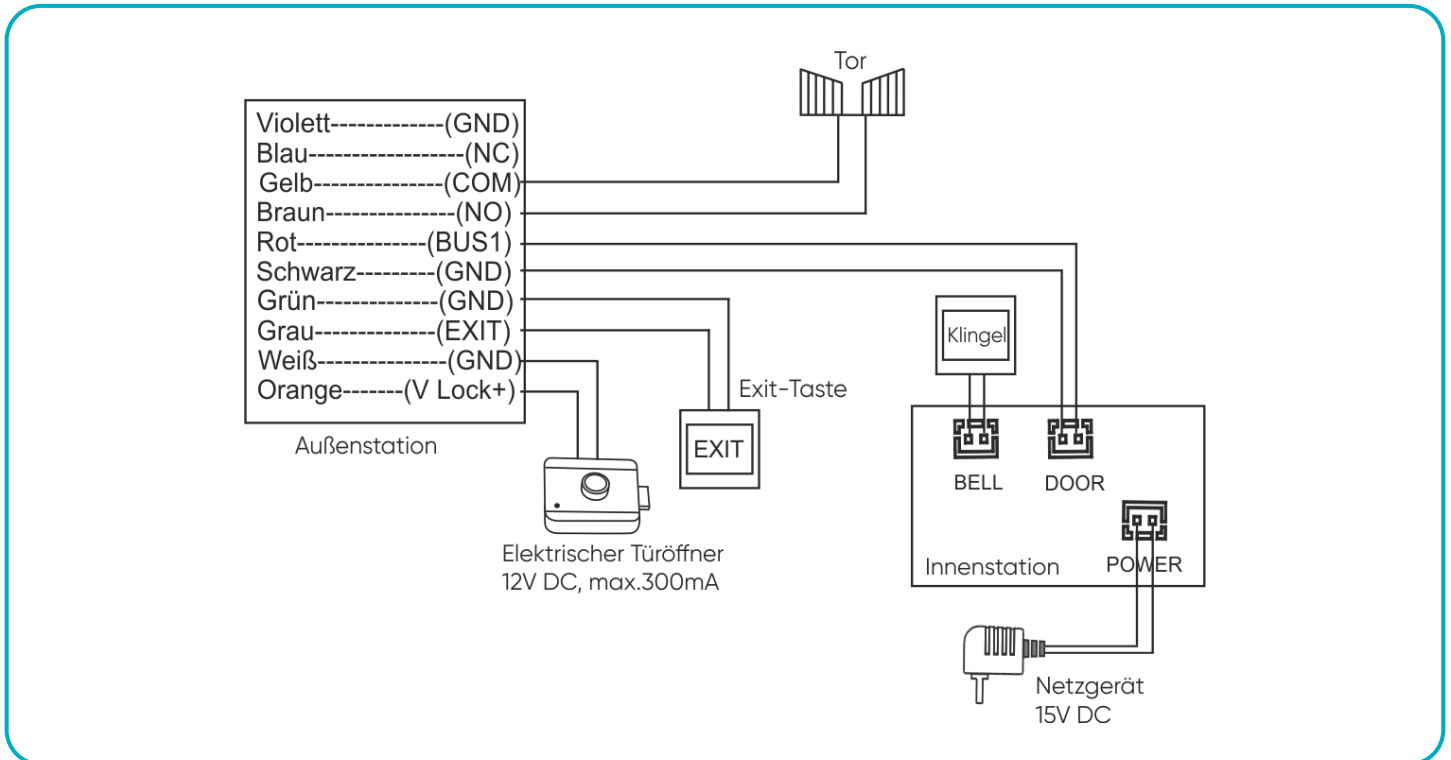 Tor
Violett-------------(GND)
Blau------------------(NC)
Gelb---------------(COM)
Braun---------------(NO)
Rot---------------(BUS1)
Schwarz---------(GND)
Grün--------------(GND)
Grau--------------(EXIT)
Weiß---------------(GND)
Orange-------(V Lock+)
Außenstation
Exit-Taste
EXIT
Elektrischer Türöffner
12V DC, max.300mA
Klingel
BELL
DOOR
Innenstation
POWER
Netzgerät
15V DC